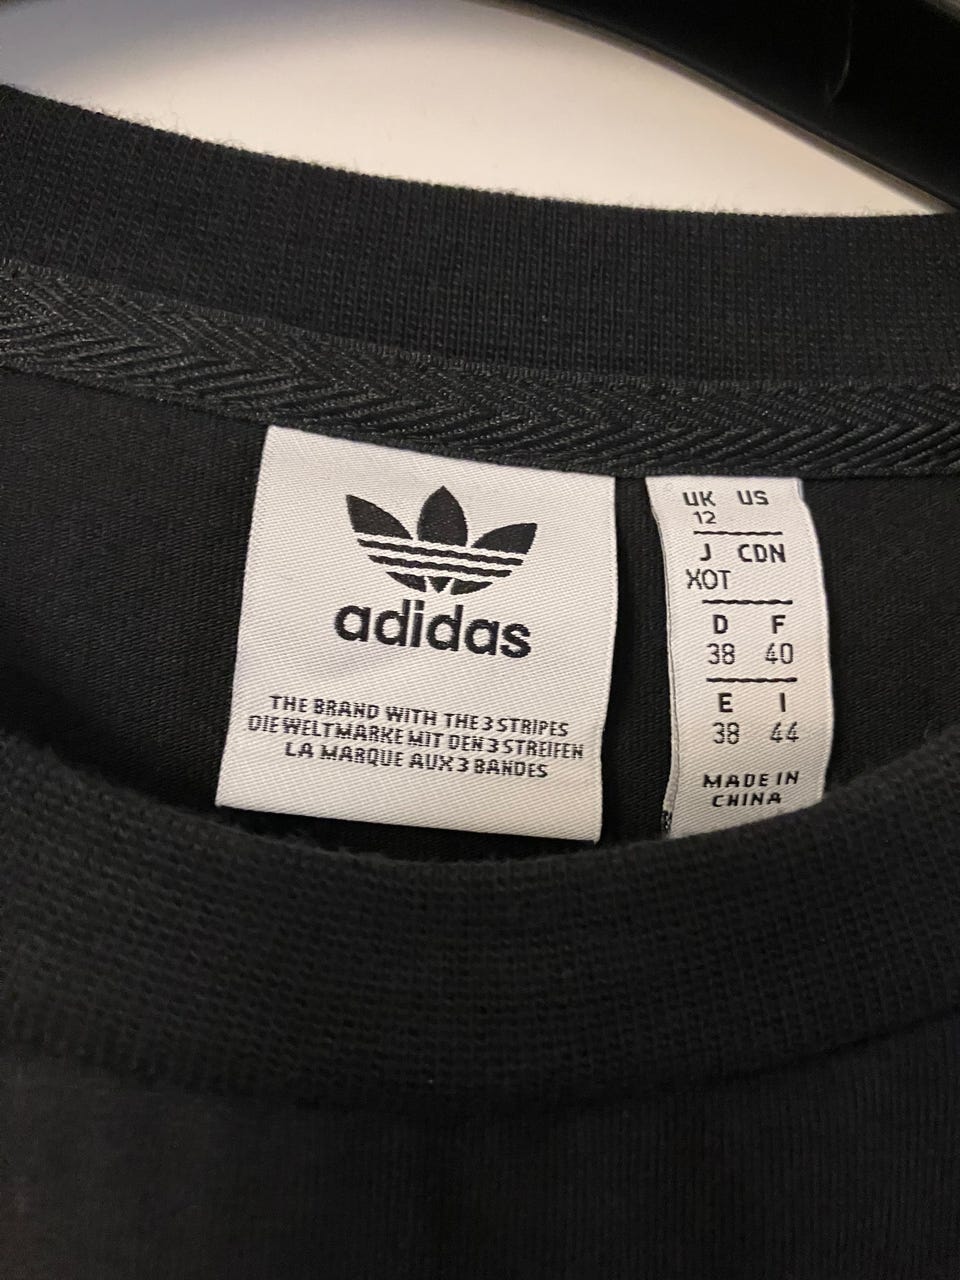 adidas
THE BRAND WITH THE 3 STRIPES
DIE WELTMARKE MIT DEN 3 STREIFEN
LA MARQUE AUX 3 BANDES
UK US
12
J CDN
XOT
D F
38 40
E I
38 44
MADE IN
CHINA